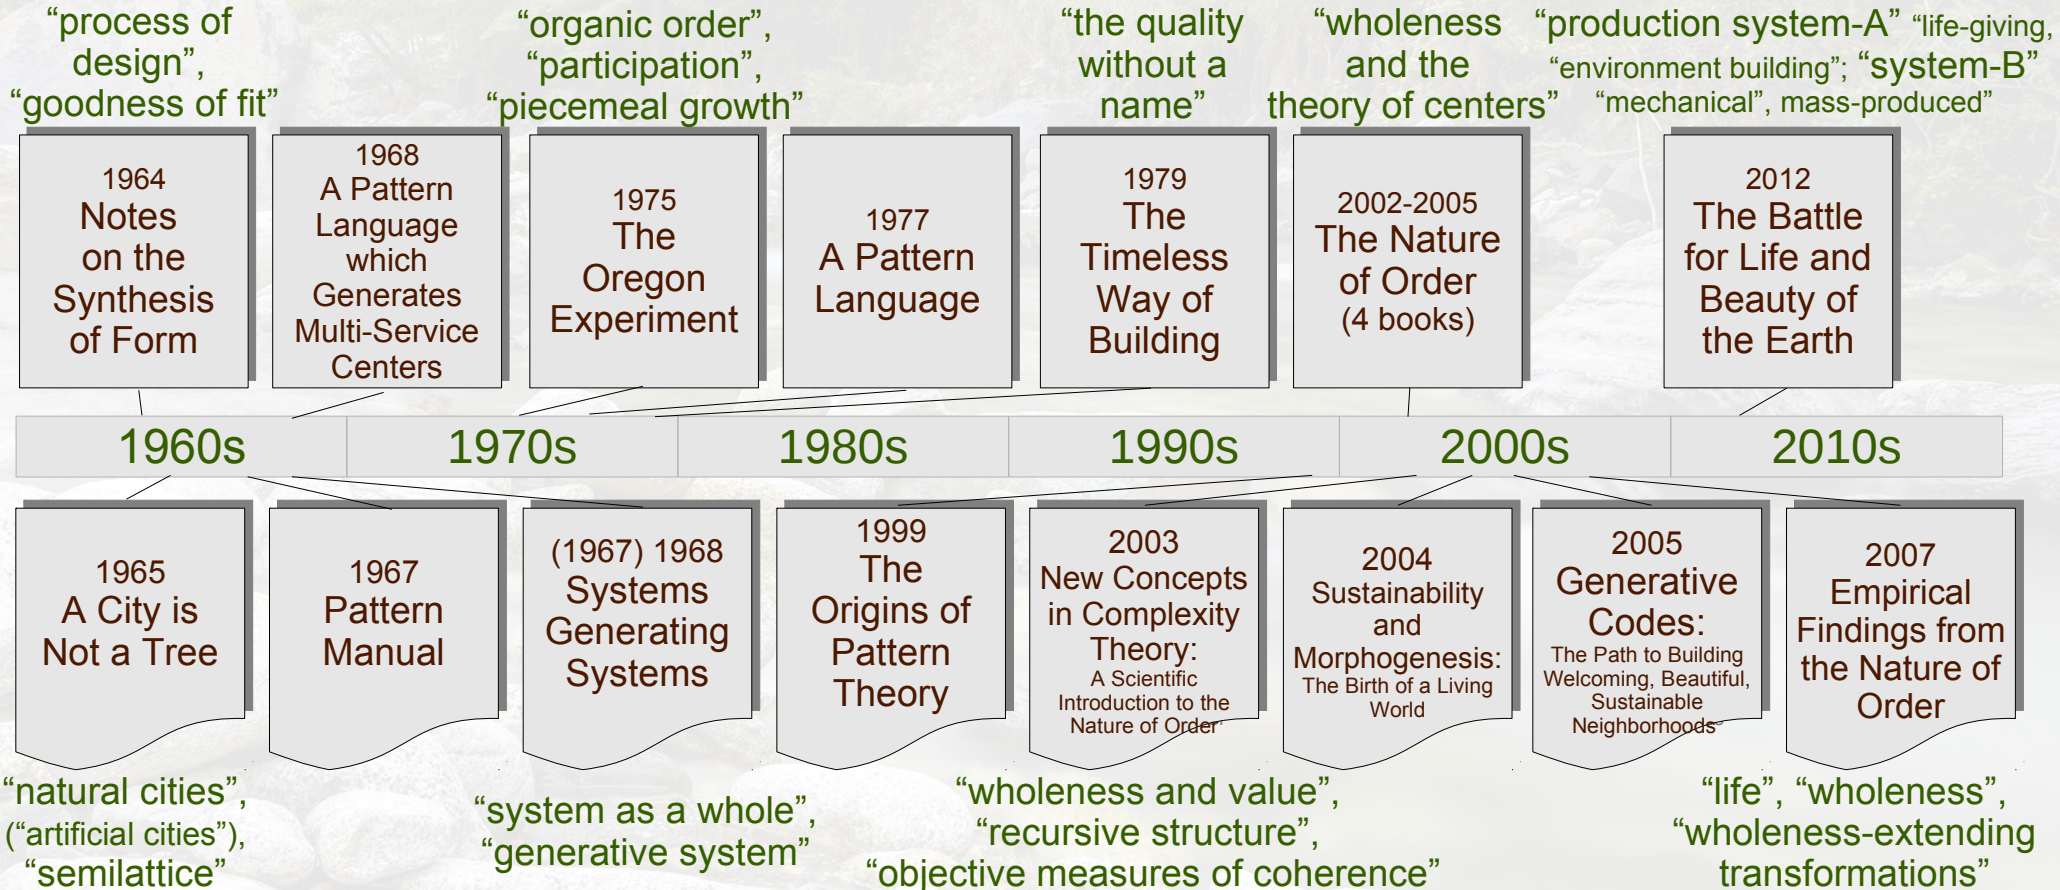 “process of
design”,
“goodness of fit”
“organic order”,
“participation”,
“piecemeal growth”
“the quality
without a
name”
“wholeness
and the
theory of centers”
“production system-A” “life-giving,
“environment building”; “system-B”
“mechanical”, mass-produced”
1964
Notes
on the
Synthesis
of Form
1968
A Pattern
Language
which
Generates
Multi-Service
Centers
1975
The
Oregon
Experiment
1977
A Pattern
Language
1979
The
Timeless
Way of
Building
2002-2005
The Nature
of Order
(4 books)
2012
The Battle
for Life and
Beauty of
the Earth
1960s
1970s
1980s
1990s
2000s
2010s
1965
A City is
Not a Tree
1967
Pattern
Manual
(1967) 1968
Systems
Generating
Systems
1999
The
Origins of
Pattern
Theory
2003
New Concepts
in Complexity
Theory:
A Scientific
Introduction to the
Nature of Order
2004
Sustainability
and
Morphogenesis:
The Birth of a Living
World
2005
Generative
Codes:
The Path to Building
Welcoming, Beautiful,
Sustainable
Neighborhoods
2007
Empirical
Findings from
the Nature of
Order
“natural cities”,
(“artificial cities”),
“semilattice”
“system as a whole”,
“generative system”
“wholeness and value”,
“recursive structure”,
“objective measures of coherence”
“life”, “wholeness”,
“wholeness-extending
transformations”